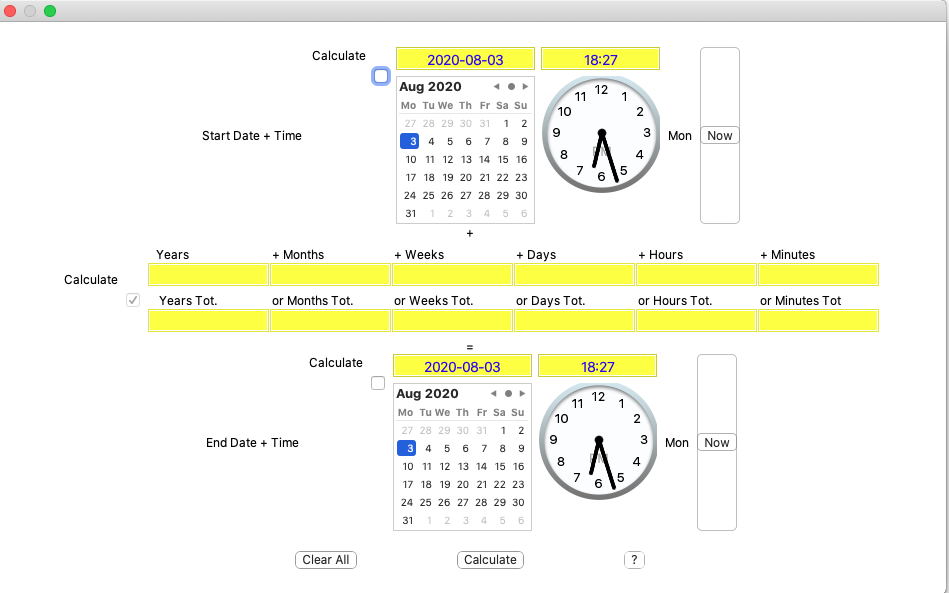 Calculate 2020-08-03 18:27
Aug 2020
Mo Tu We Th Fr Sa Su
27 28 29 30 31 1 2
3 4 5 6 7 8 9
10 11 12 13 14 15 16
17 18 19 20 21 22 23
24 25 26 27 28 29 30
31 1 2 3 4 5 6
12 1 2 3 4 5 6 7 8 9 10 11
PM
Start Date + Time
Mon
Now
+
Years + Months + Weeks + Days + Hours + Minutes
Calculate
Years Tot. or Months Tot. or Weeks Tot. or Days Tot. or Hours Tot. or Minutes Tot
=
Calculate 2020-08-03 18:27
Aug 2020
Mo Tu We Th Fr Sa Su
27 28 29 30 31 1 2
3 4 5 6 7 8 9
10 11 12 13 14 15 16
17 18 19 20 21 22 23
24 25 26 27 28 29 30
31 1 2 3 4 5 6
12 1 2 3 4 5 6 7 8 9 10 11
PM
End Date + Time
Mon
Now
Clear All Calculate ?